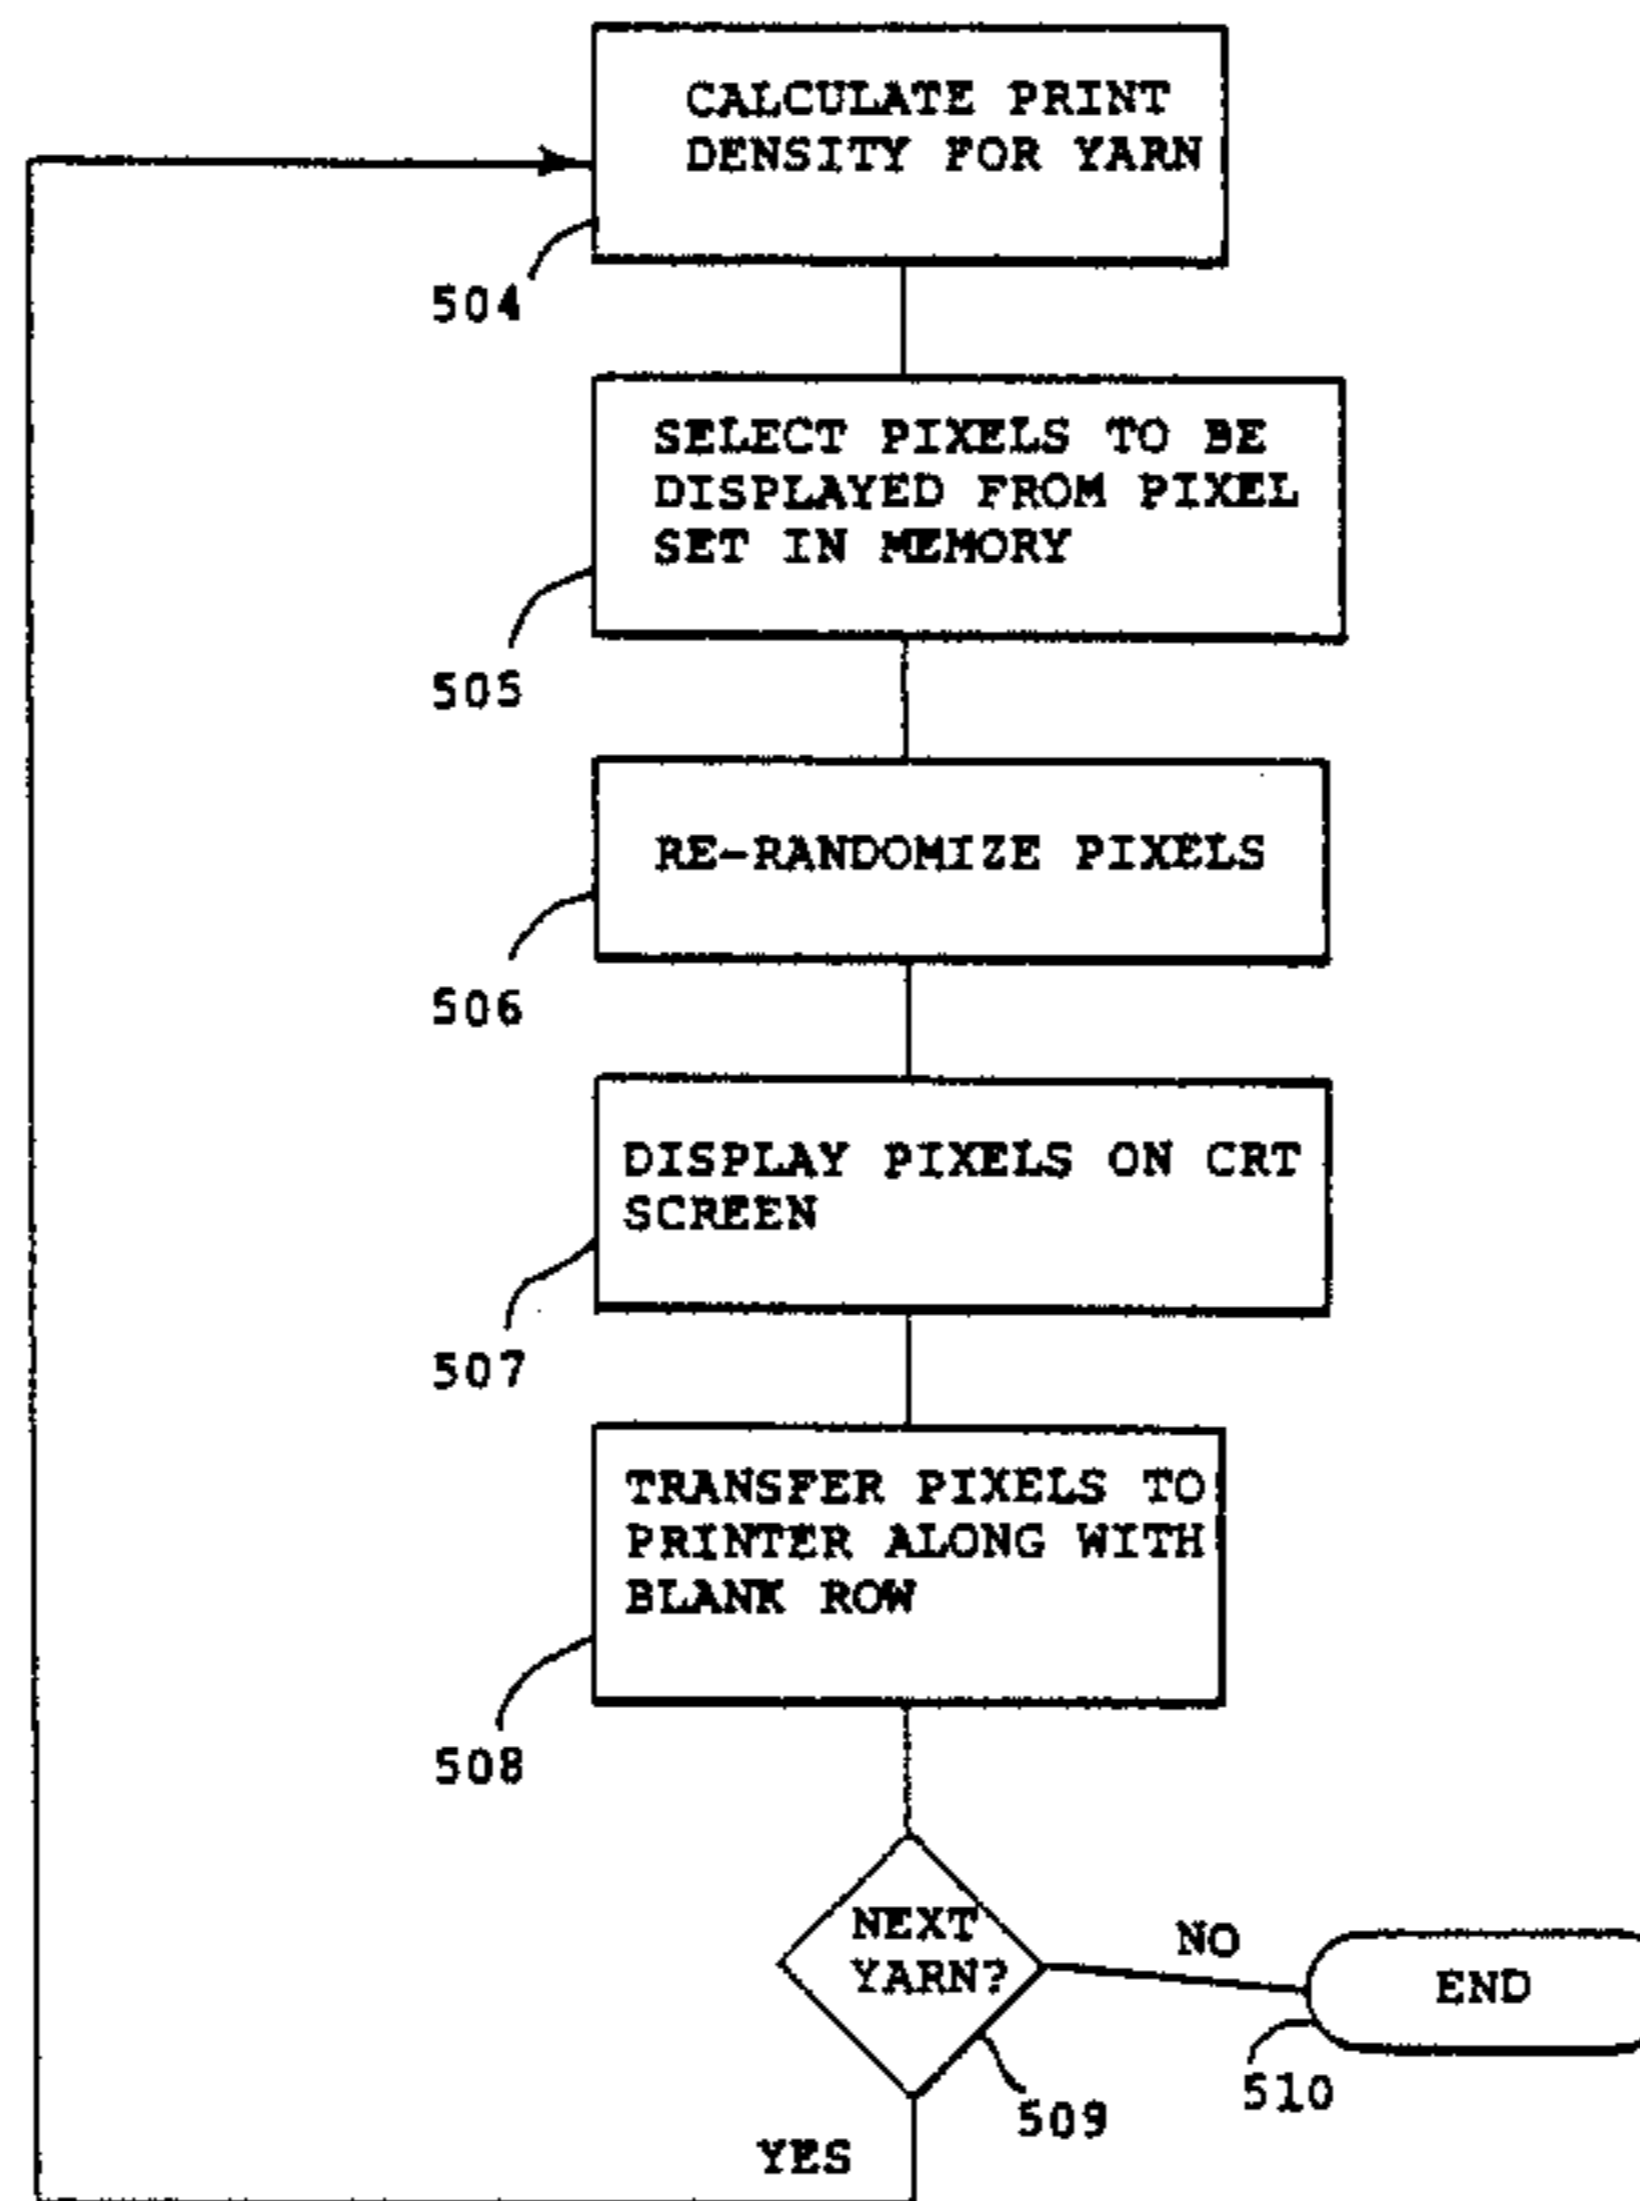 CALCULATE PRINT
DENSITY FOR YARN
504
SELECT PIXELS TO BE
DISPLAYED FROM PIXEL
SET IN MEMORY
505
RE-RANDOMIZE PIXELS
506
DISPLAY PIXELS ON CRT
SCREEN
507
TRANSFER PIXELS TO
PRINTER ALONG WITH
BLANK ROW
508
NEXT
YARN?
NO
END
510
509
YES